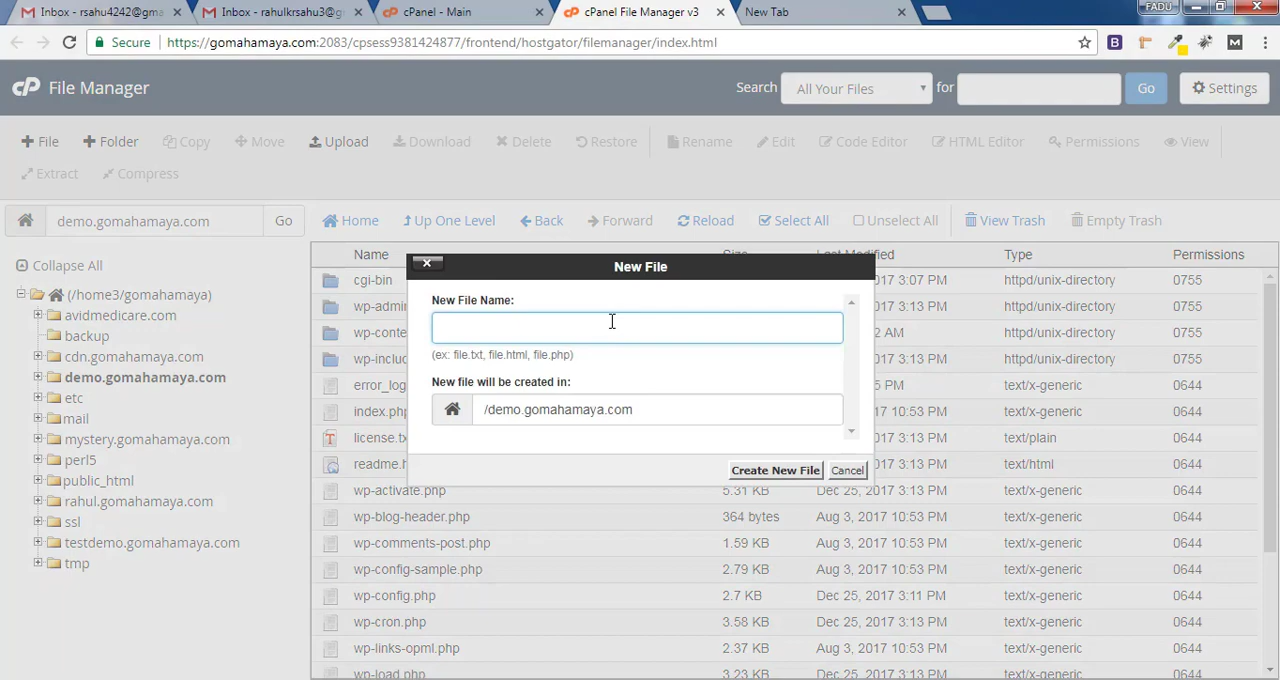 Inbox - rsahu4242@gma
Inbox - rahulkrsahu3@g
cPanel - Main
cPanel File Manager v3
New Tab
FADU
Secure
https://gomahamaya.com:2083/cpsess9381424877/frontend/hostgator/filemanager/index.html
cP File Manager
Search All Your Files for Go Settings
File Folder Copy Move Upload Download Delete Restore Rename Edit Code Editor HTML Editor Permissions View
Extract Compress
demo.gomahamaya.com Go Home Up One Level Back Forward Reload Select All Unselect All View Trash Empty Trash
Collapse All
(/home3/gomahamaya)
avidmedicare.com
backup
cdn.gomahamaya.com
demo.gomahamaya.com
etc
mail
mystery.gomahamaya.com
perl5
public_html
rahul.gomahamaya.com
ssl
testdemo.gomahamaya.com
tmp
Name Size Last Modified Type Permissions
cgi-bin 3:07 PM httpd/unix-directory 0755
wp-admin 17 3:13 PM httpd/unix-directory 0755
wp-conte 2 AM httpd/unix-directory 0755
wp-includ 17 3:13 PM httpd/unix-directory 0755
error_log 5 PM text/x-generic 0644
index.php 10:53 PM text/x-generic 0644
license.tx 17 3:13 PM text/plain 0644
readme.h 17 3:13 PM text/html 0644
wp-activate.php 5.31 KB Dec 25, 2017 3:13 PM text/x-generic 0644
wp-blog-header.php 364 bytes Aug 3, 2017 10:53 PM text/x-generic 0644
wp-comments-post.php 1.59 KB Aug 3, 2017 10:53 PM text/x-generic 0644
wp-config-sample.php 2.79 KB Aug 3, 2017 10:53 PM text/x-generic 0644
wp-config.php 2.7 KB Dec 25, 2017 3:11 PM text/x-generic 0644
wp-cron.php 3.58 KB Dec 25, 2017 3:13 PM text/x-generic 0644
wp-links-opml.php 2.37 KB Aug 3, 2017 10:53 PM text/x-generic 0644
wp-load.php 3.23 KB Dec 25, 2017 3:13 PM text/x-generic 0644
New File
New File Name:
(ex: file.txt, file.html, file.php)
New file will be created in:
/demo.gomahamaya.com
Create New File Cancel